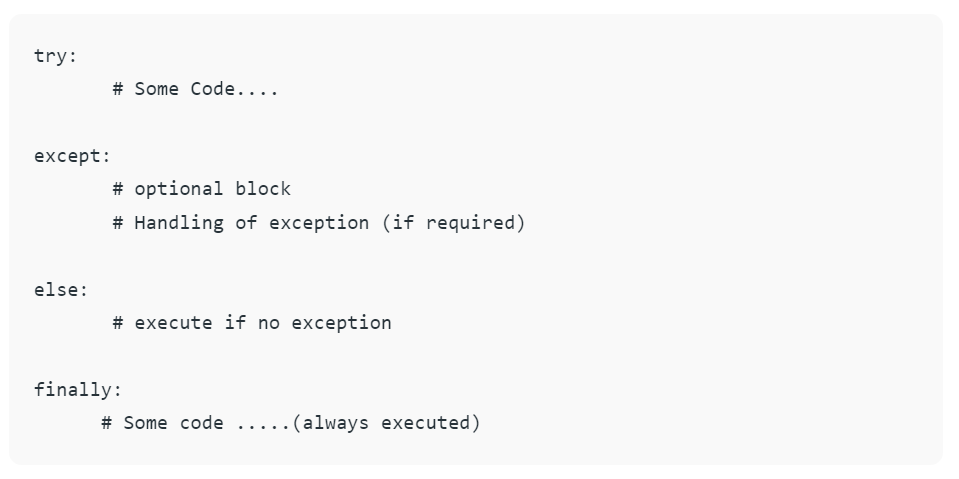 try:
# Some Code....
except:
# optional block
# Handling of exception (if required)
else:
# execute if no exception
finally:
# Some code .....(always executed)